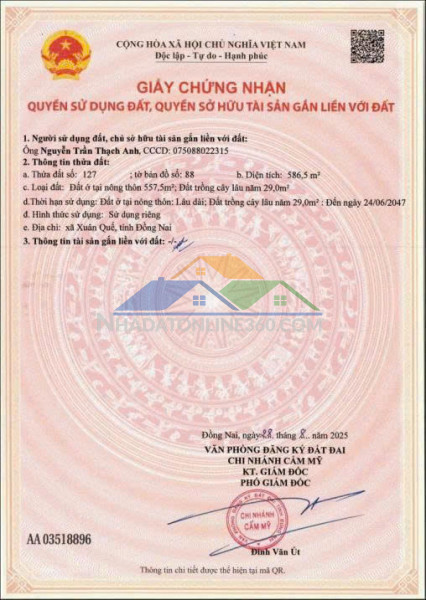 CỘNG HÒA XÃ HỘI CHỦ NGHĨA VIỆT NAM
Độc lập - Tự do - Hạnh phúc
GIẤY CHỨNG NHẬN
QUYỀN SỬ DỤNG ĐẤT, QUYỀN SỞ HỮU TÀI SẢN GẮN LIỀN VỚI ĐẤT
1. Người sử dụng đất, chủ sở hữu tài sản gắn liền với đất:
Ông Nguyễn Trần Thạch Anh, CCCD: 075088022315
2. Thông tin thửa đất:
a. Thửa đất số: 127 ; tờ bản đồ số: 88 b. Diện tích: 586,5 m²
c. Loại đất: Đất ở tại nông thôn 557,5m²; Đất trồng cây lâu năm 29,0m²
d.Thời hạn sử dụng: Đất ở tại nông thôn: Lâu dài; Đất trồng cây lâu năm 29,0m² : Đến ngày 24/06/2047
đ. Hình thức sử dụng: Sử dụng riêng
e. Địa chỉ: xã Xuân Quế, tỉnh Đồng Nai
3. Thông tin tài sản gắn liền với đất: -/-
NHADATONLINE360.COM
Đồng Nai, ngày 28. tháng 8.. năm 2025
VĂN PHÒNG ĐĂNG KÝ ĐẤT ĐAI
CHI NHÁNH CẨM MỸ
KT. GIÁM ĐỐC
PHÓ GIÁM ĐỐC
CHI NHÁNH
CẨM MỸ
AA 03518896
Đinh Văn Út
Thông tin chi tiết được thể hiện tại mã QR.